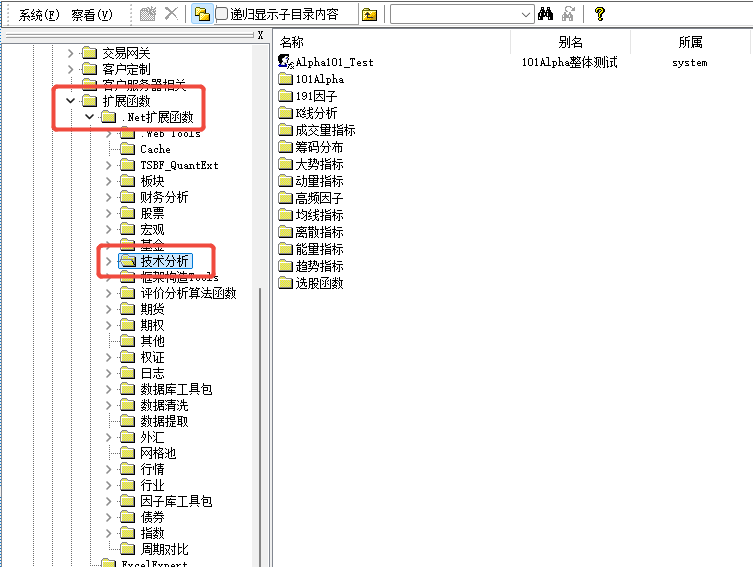 系统(F) 察看(V) 递归显示子目录内容
X
交易网关
客户定制
客户服务器相关
扩展函数
.Net扩展函数
.Web Tools
Cache
TSBF_QuantExt
板块
财务分析
股票
宏观
基金
技术分析
框架构造Tools
评价分析算法函数
期货
期权
其他
权证
日志
数据库工具包
数据清洗
数据提取
外汇
网格池
行情
行业
因子库工具包
债券
指数
周期对比
ExcelExpert
名称 别名 所属
Alpha101_Test 101Alpha整体测试 system
101Alpha
191因子
K线分析
成交量指标
筹码分布
大势指标
动量指标
高频因子
均线指标
离散指标
能量指标
趋势指标
选股函数